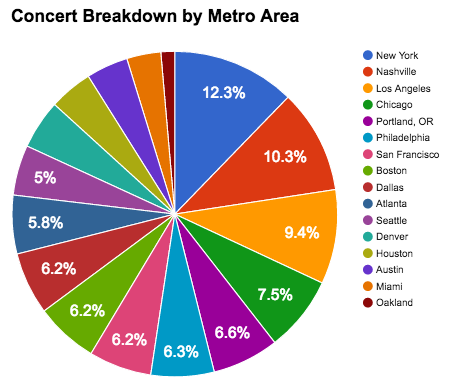 Concert Breakdown by Metro Area
12.3%
10.3%
9.4%
7.5%
6.6%
6.3%
6.2%
6.2%
6.2%
5.8%
5%
New York
Nashville
Los Angeles
Chicago
Portland, OR
Philadelphia
San Francisco
Boston
Dallas
Atlanta
Seattle
Denver
Houston
Austin
Miami
Oakland